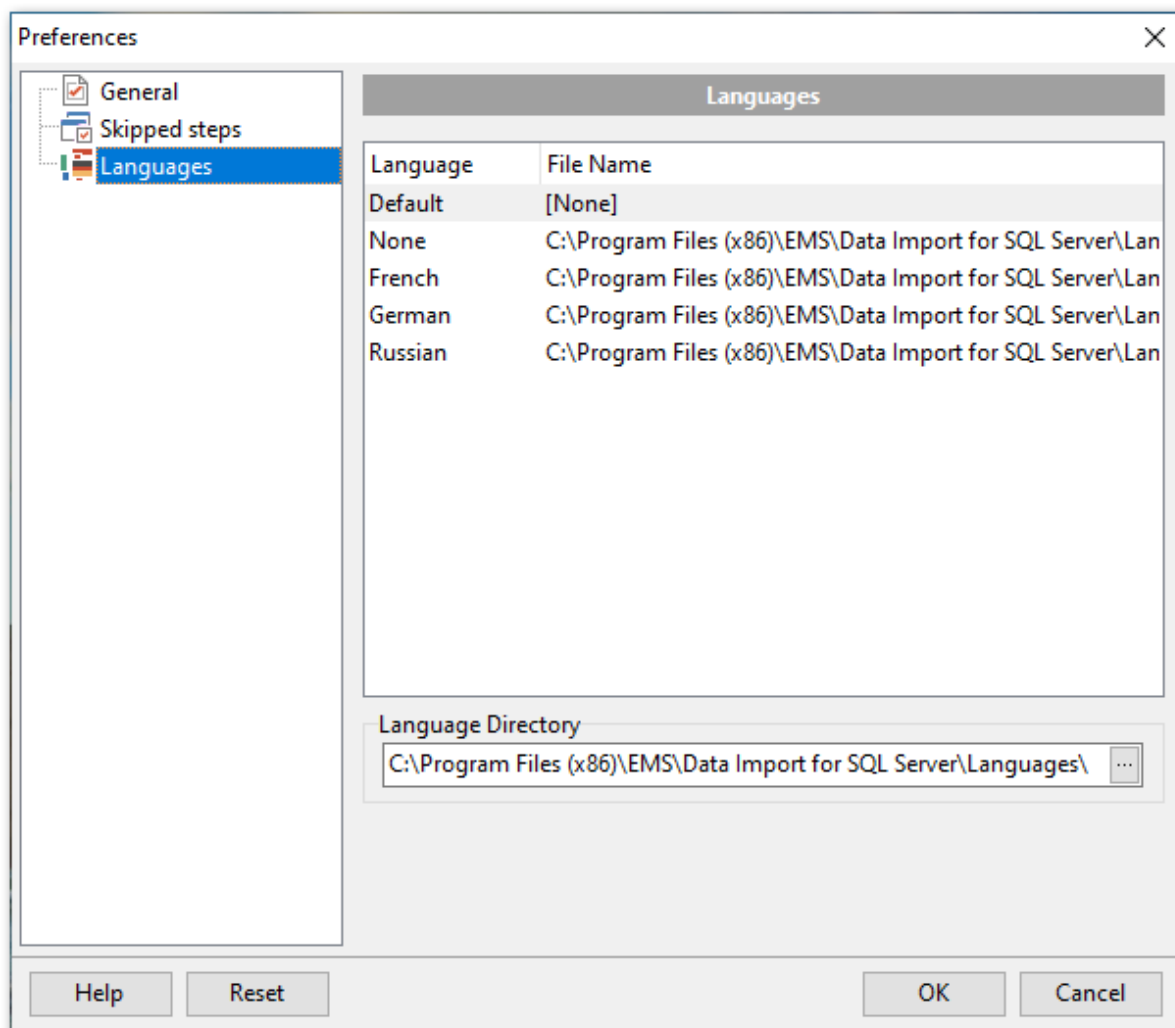 Preferences
General
Skipped steps
Languages
Languages
Language File Name
Default [None]
None C:\Program Files (x86)\EMS\Data Import for SQL Server\Lan
French C:\Program Files (x86)\EMS\Data Import for SQL Server\Lan
German C:\Program Files (x86)\EMS\Data Import for SQL Server\Lan
Russian C:\Program Files (x86)\EMS\Data Import for SQL Server\Lan
Language Directory
C:\Program Files (x86)\EMS\Data Import for SQL Server\Languages\ ...
Help Reset OK Cancel